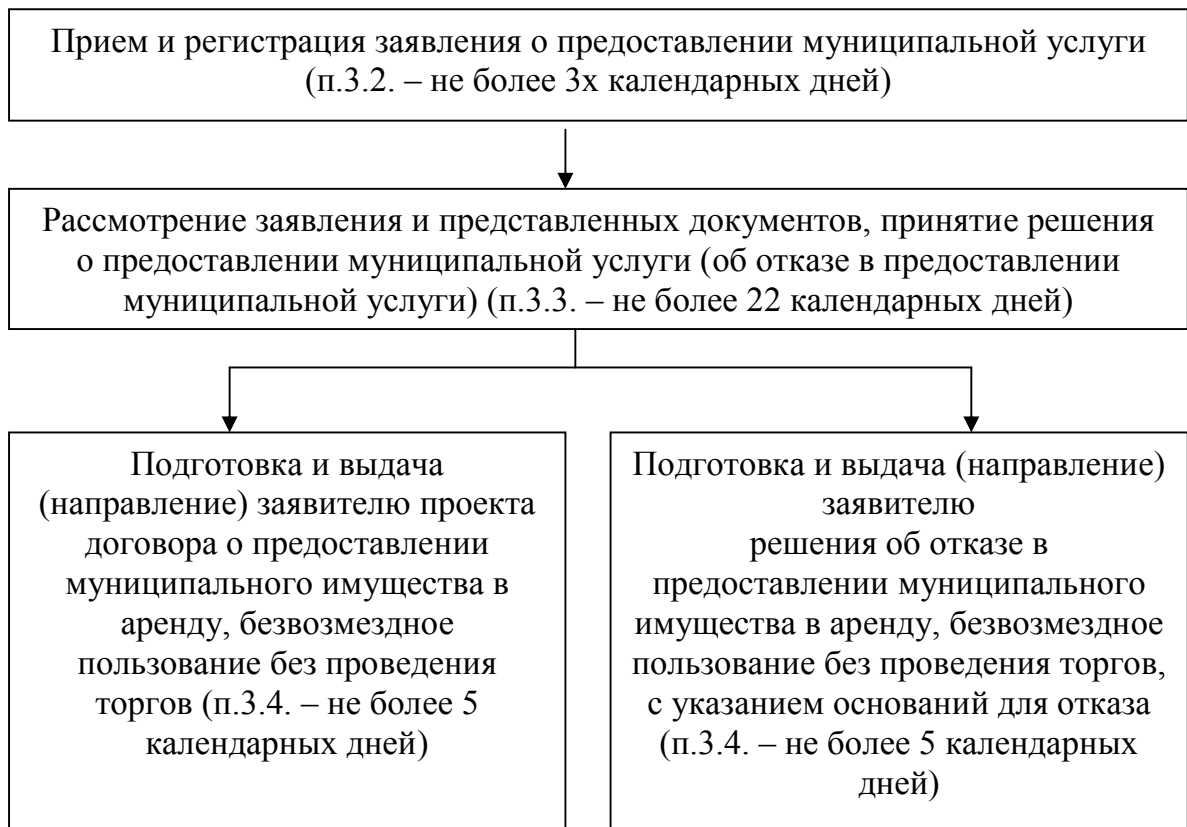 Прием и регистрация заявления о предоставлении муниципальной услуги
(п.3.2. – не более 3х календарных дней)
Рассмотрение заявления и представленных документов, принятие решения
о предоставлении муниципальной услуги (об отказе в предоставлении
муниципальной услуги) (п.3.3. – не более 22 календарных дней)
Подготовка и выдача
(направление) заявителю проекта
договора о предоставлении
муниципального имущества в
аренду, безвозмездное
пользование без проведения
торгов (п.3.4. – не более 5
календарных дней)
Подготовка и выдача (направление)
заявителю
решения об отказе в
предоставлении муниципального
имущества в аренду, безвозмездное
пользование без проведения торгов,
с указанием оснований для отказа
(п.3.4. – не более 5 календарных
дней)